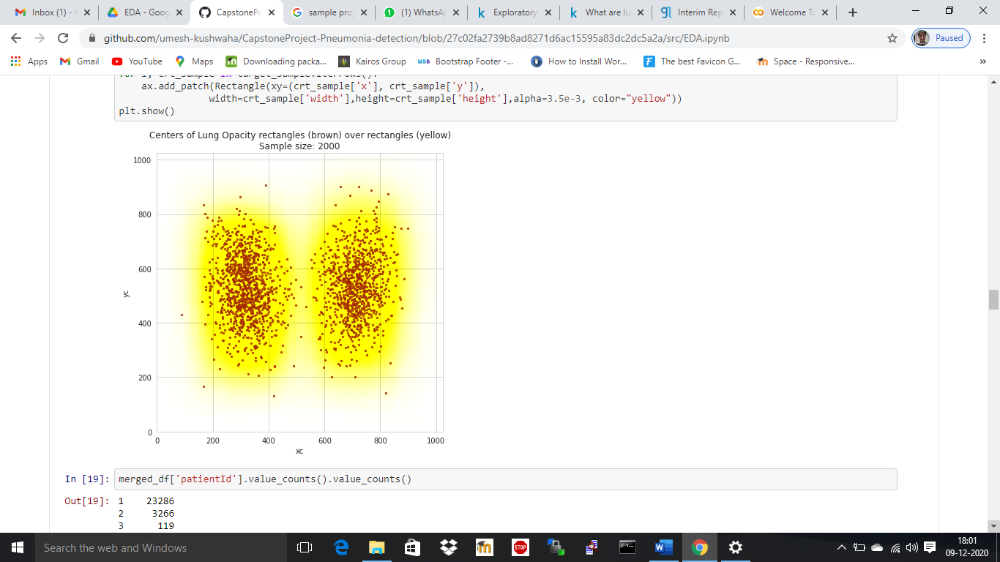 Inbox (1) - r
EDA - Goog
CapstonePr
sample proj
(1) WhatsAp
Exploratory
What are lu
Interim Rep
Welcome To
github.com/umesh-kushwaha/CapstoneProject-Pneumonia-detection/blob/27c02fa2739b8ad8271d6ac15595a83dc2dc5a2a/src/EDA.ipynb
Paused
Apps
Gmail
YouTube
Maps
Downloading packa...
Kairos Group
Bootstrap Footer -...
How to Install Wor...
The best Favicon G...
Space - Responsive...
for i, crt_sample in target_sample.iterrows():
ax.add_patch(Rectangle(xy=(crt_sample['x'], crt_sample['y']),
width=crt_sample['width'],height=crt_sample['height'],alpha=3.5e-3, color="yellow"))
plt.show()
Centers of Lung Opacity rectangles (brown) over rectangles (yellow)
Sample size: 2000
1000
800
600
400
200
0
yc
0 200 400 600 800 1000
xc
In [19]: merged_df['patientId'].value_counts().value_counts()
Out[19]: 1 23286
2 3266
3 119
Search the web and Windows
18:01
09-12-2020